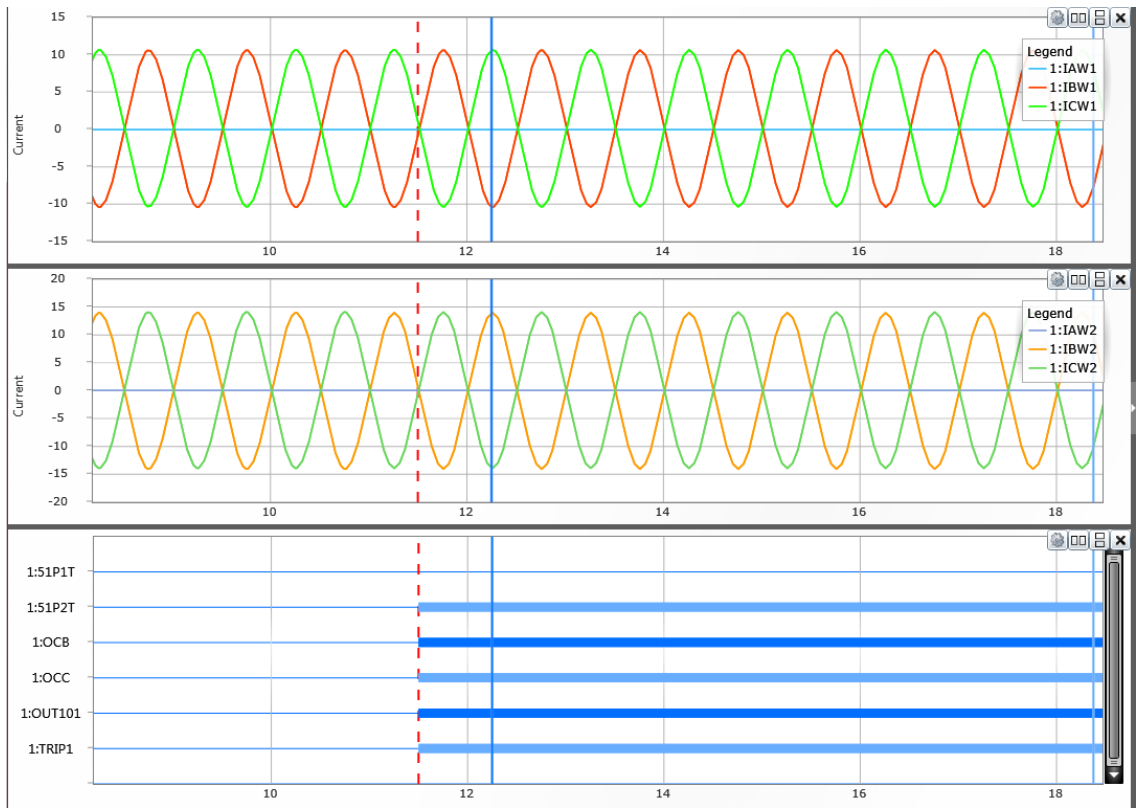 15
10
5
0
-5
-10
-15
Current
Legend
1:IAW1
1:IBW1
1:ICW1
10 12 14 16 18
20
15
10
5
0
-5
-10
-15
-20
Current
Legend
1:IAW2
1:IBW2
1:ICW2
10 12 14 16 18
1:51P1T
1:51P2T
1:OCB
1:OCC
1:OUT101
1:TRIP1
10 12 14 16 18